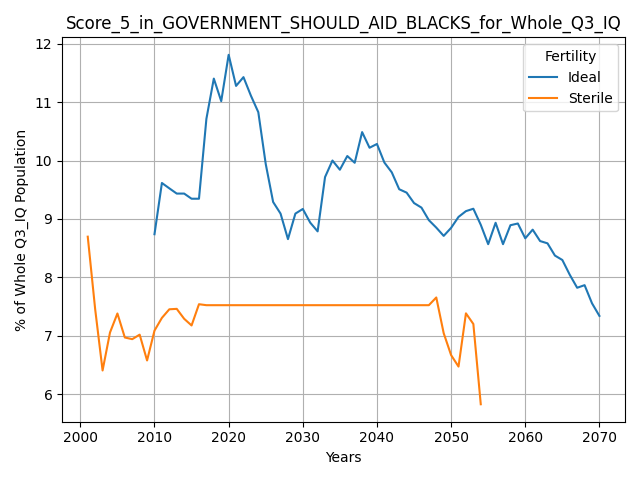 Score_5_in_GOVERNMENT_SHOULD_AID_BLACKS_for_Whole_Q3_IQ
Fertility
Ideal
Sterile
% of Whole Q3_IQ Population
12
11
10
9
8
7
6
2000 2010 2020 2030 2040 2050 2060 2070
Years